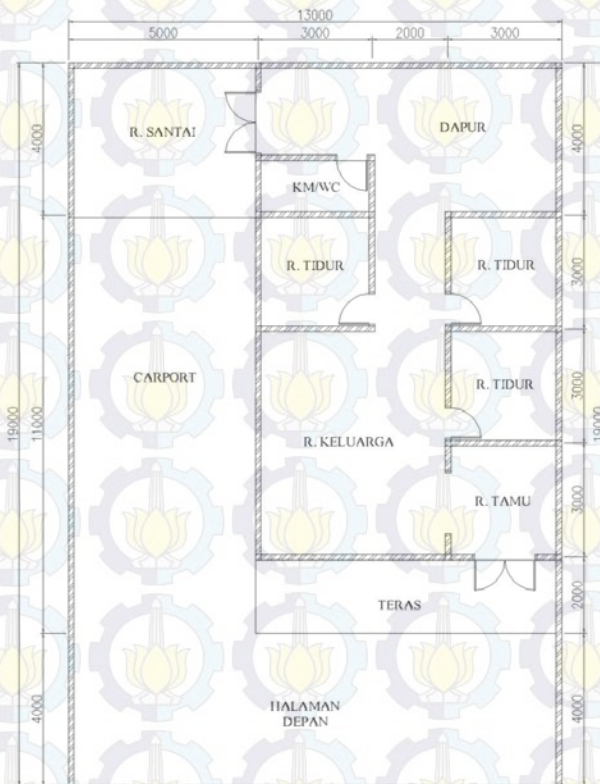 13000
5000
3000
2000
3000
4000
R. SANTAI
DAPUR
4000
KM/WC
R. TIDUR
R. TIDUR
3000
CARPORT
R. TIDUR
3000
19000
11000
19000
R. KELUARGA
R. TAMU
3000
TERAS
2000
4000
HALAMAN
DEPAN
4000